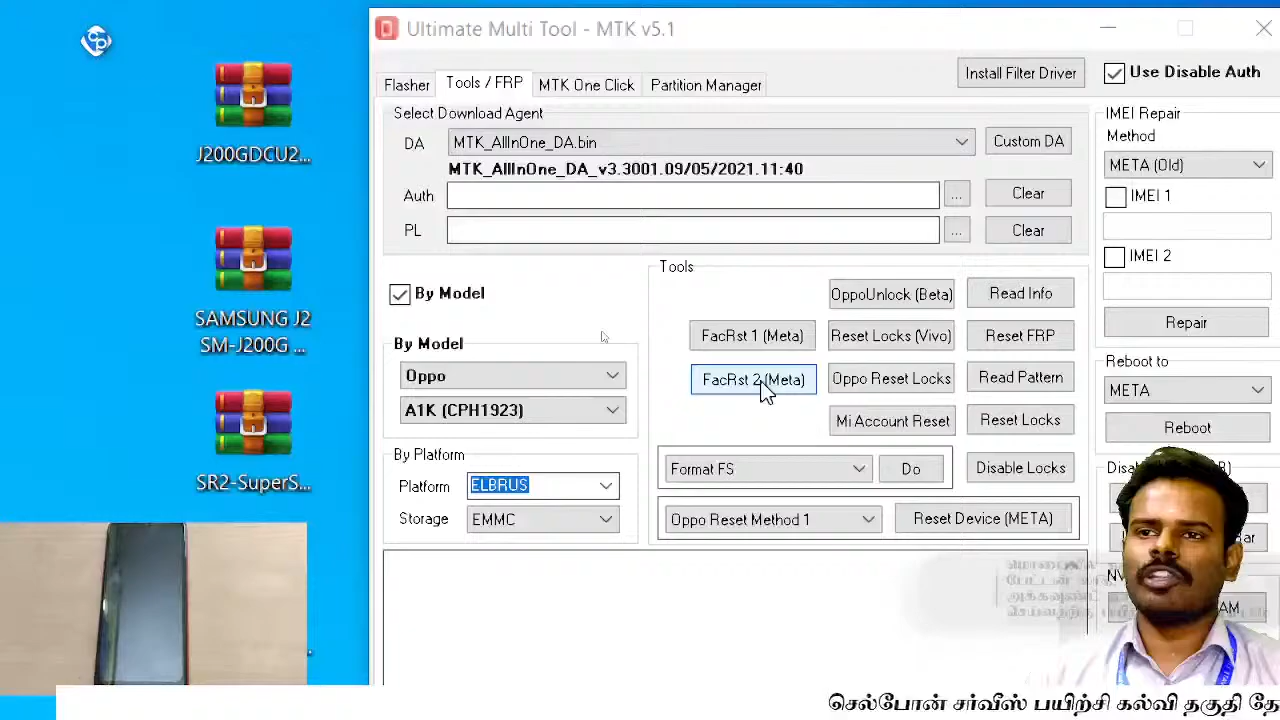 Ultimate Multi Tool - MTK v5.1
Flasher
Tools / FRP
MTK One Click
Partition Manager
Install Filter Driver
Use Disable Auth
Select Download Agent
DA
MTK_AllInOne_DA.bin
Custom DA
MTK_AllInOne_DA_v3.3001.09/05/2021.11:40
Auth
...
Clear
PL
...
Clear
IMEI Repair
Method
META (Old)
IMEI 1
IMEI 2
Repair
By Model
By Model
Oppo
A1K (CPH1923)
By Platform
Platform
ELBRUS
Storage
EMMC
Tools
OppoUnlock (Beta)
Read Info
FacRst 1 (Meta)
Reset Locks (Vivo)
Reset FRP
FacRst 2 (Meta)
Oppo Reset Locks
Read Pattern
Mi Account Reset
Reset Locks
Format FS
Do
Disable Locks
Oppo Reset Method 1
Reset Device (META)
Reboot to
META
Reboot
J200GDCU2...
SAMSUNG J2
SM-J200G ...
SR2-SuperS...
செல்போன் சர்வீஸ் பயிற்சி கல்வி தகுதி தே